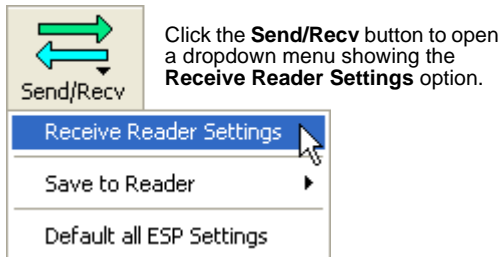 Click the Send/Recv button to open
a dropdown menu showing the
Receive Reader Settings option.
Send/Recv
Receive Reader Settings
Save to Reader
Default all ESP Settings